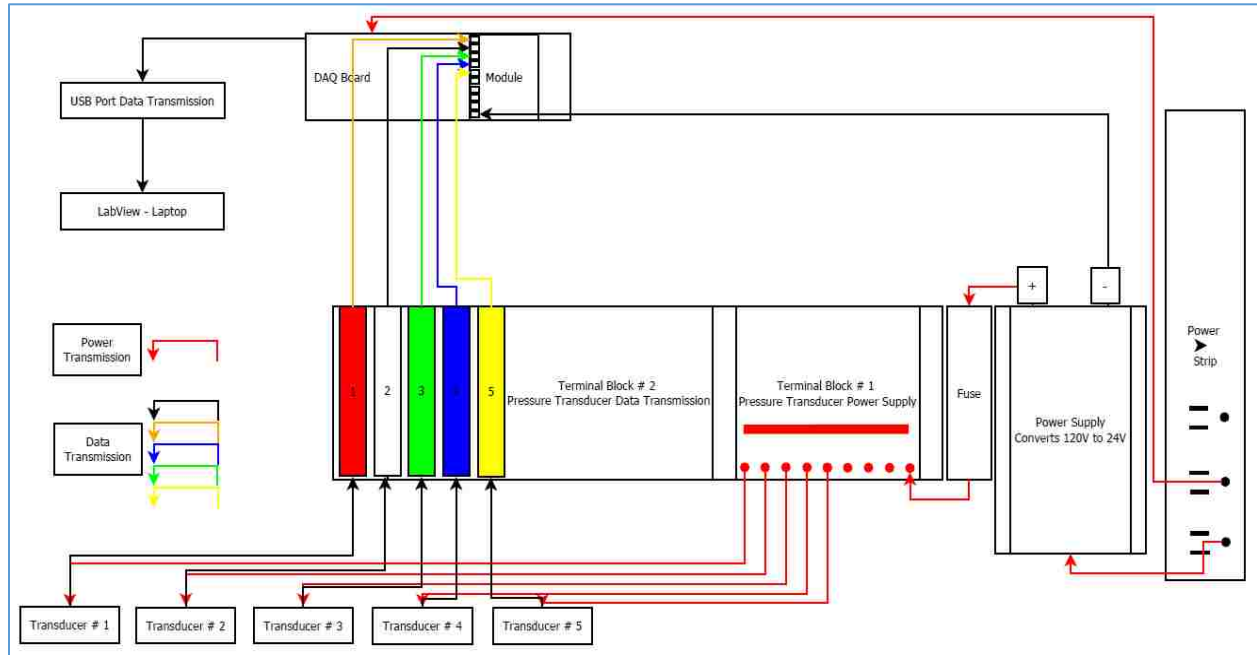 DAQ Board
Module
USB Port Data Transmission
LabView - Laptop
+
-
Power
Strip
Power
Transmission
1
2
3
4
5
Terminal Block # 2
Pressure Transducer Data Transmission
Terminal Block # 1
Pressure Transducer Power Supply
Fuse
Power Supply
Converts 120V to 24V
Data
Transmission
Transducer # 1
Transducer # 2
Transducer # 3
Transducer # 4
Transducer # 5